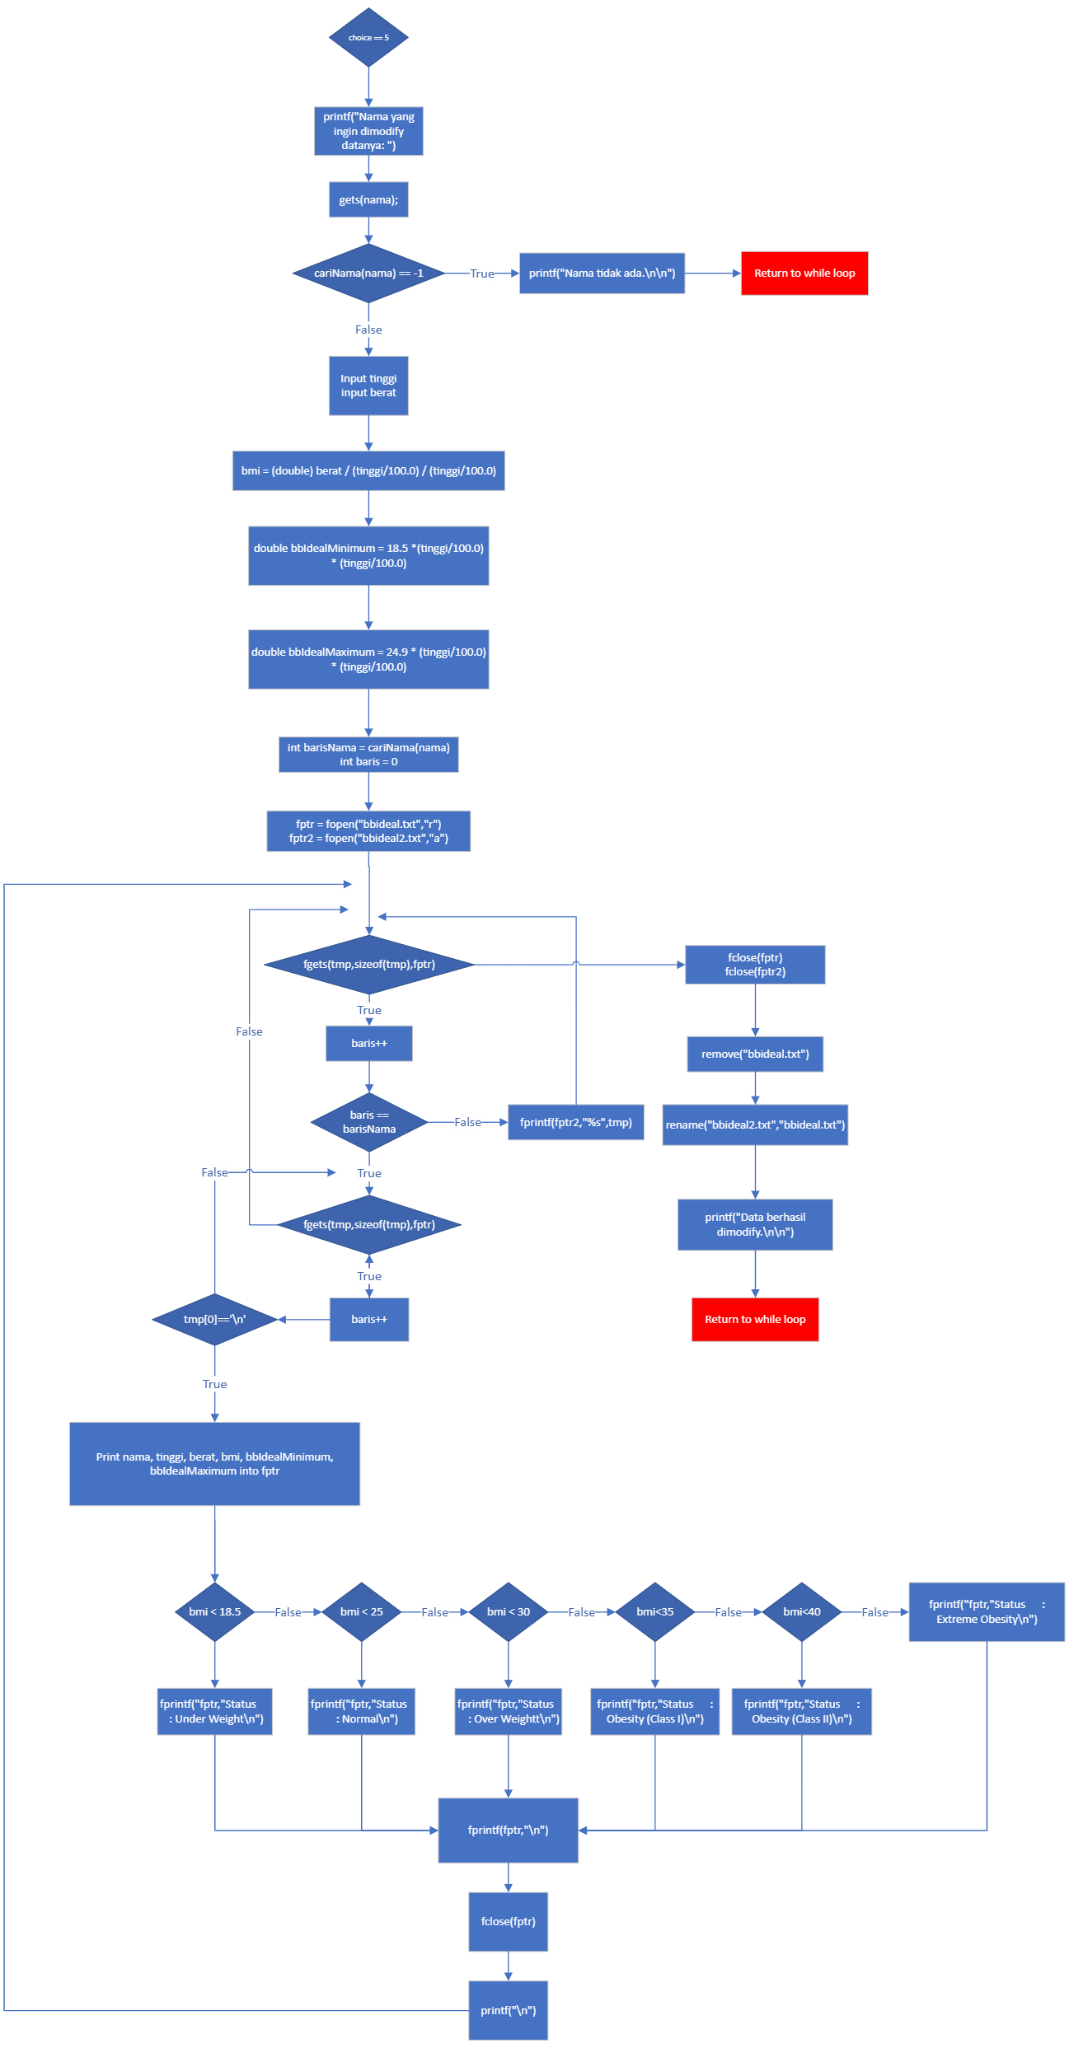 choice == 5
printf("Nama yang
ingin dimodify
datanya: ")
gets(nama);
cariNama(nama) == -1
True
printf("Nama tidak ada.\n\n")
Return to while loop
False
Input tinggi
input berat
bmi = (double) berat / (tinggi/100.0) / (tinggi/100.0)
double bbIdealMinimum = 18.5 *(tinggi/100.0)
* (tinggi/100.0)
double bbIdealMaximum = 24.9 * (tinggi/100.0)
* (tinggi/100.0)
int barisNama = cariNama(nama)
int baris = 0
fptr = fopen("bbideal.txt","r")
fptr2 = fopen("bbideal2.txt","a")
fgets(tmp,sizeof(tmp),fptr)
fclose(fptr)
fclose(fptr2)
True
False
baris++
remove("bbideal.txt")
baris ==
barisNama
False
fprintf(fptr2,"%s",tmp)
rename("bbideal2.txt","bbideal.txt")
False
True
fgets(tmp,sizeof(tmp),fptr)
printf("Data berhasil
dimodify.\n\n")
True
tmp[0]=='\n'
baris++
Return to while loop
True
Print nama, tinggi, berat, bmi, bbIdealMinimum,
bbIdealMaximum into fptr
bmi < 18.5
False
bmi < 25
False
bmi < 30
False
bmi<35
False
bmi<40
False
fprintf("fptr,"Status :
Extreme Obesity\n")
fprintf("fptr,"Status
: Under Weight\n")
fprintf("fptr,"Status
: Normal\n")
fprintf("fptr,"Status
: Over Weightt\n")
fprintf("fptr,"Status :
Obesity (Class I)\n")
fprintf("fptr,"Status :
Obesity (Class II)\n")
fprintf(fptr,"\n")
fclose(fptr)
printf("\n")